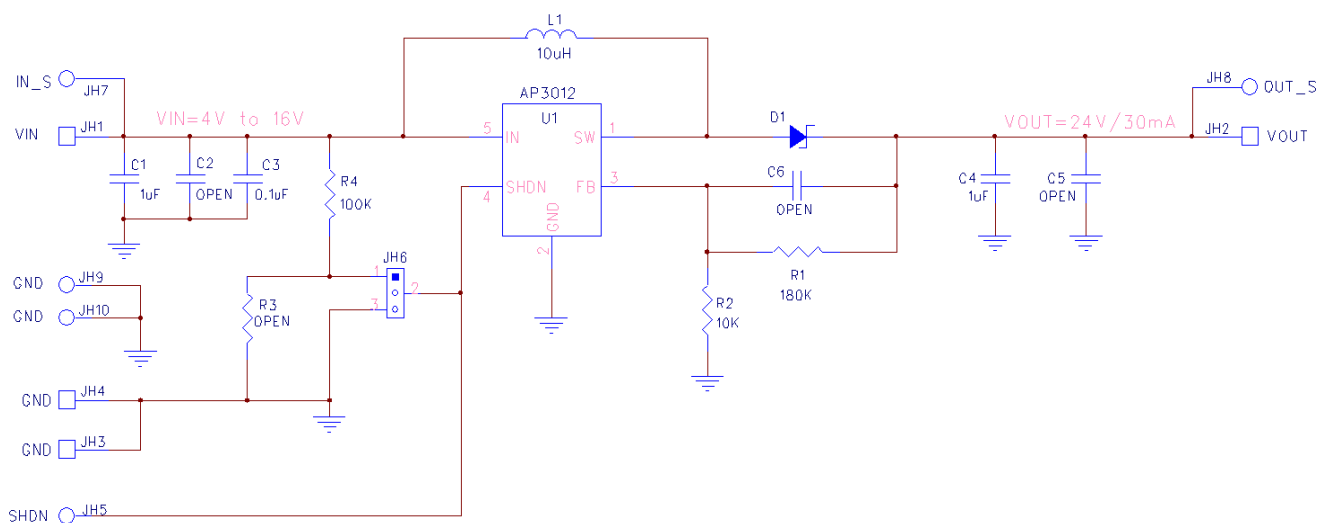 L1
10uH
IN_S
JH7
JH8
OUT_S
AP3012
U1
VIN
JH1
VIN=4V to 16V
5
IN
SW
1
D1
VOUT=24V/30mA
JH2
VOUT
C1
1uF
C2
OPEN
C3
0.1uF
R4
100K
4
SHDN
FB
3
C6
OPEN
C4
1uF
C5
OPEN
GND
2
R1
180K
JH6
1
2
3
GND
JH9
GND
JH10
R3
OPEN
R2
10K
GND
JH4
GND
JH3
SHDN
JH5